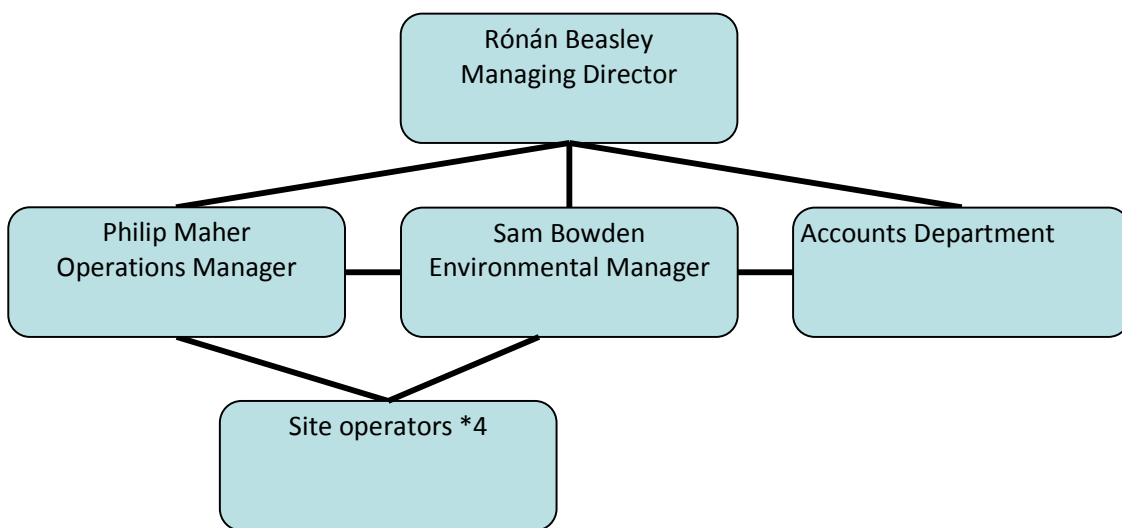 Rónán Beasley
Managing Director
Philip Maher
Operations Manager
Sam Bowden
Environmental Manager
Accounts Department
Site operators *4